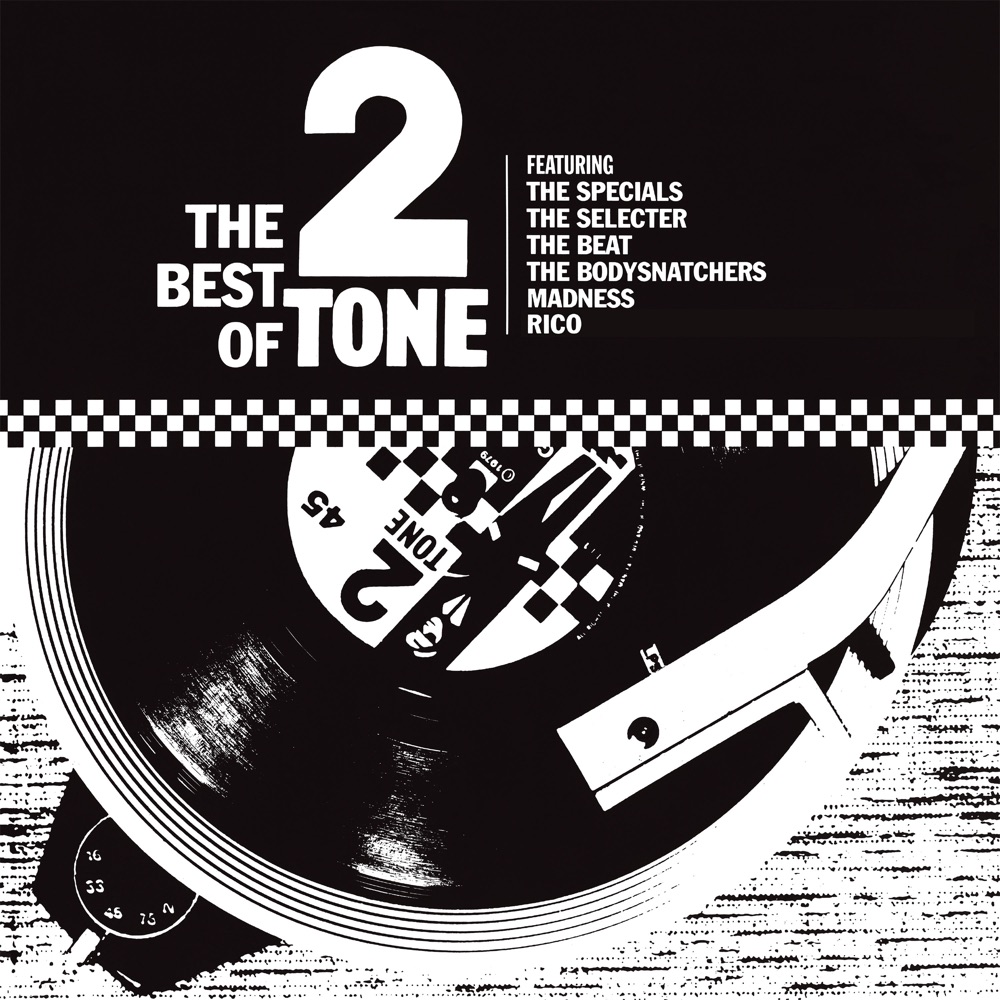 THE
BEST
OF
2
TONE
FEATURING
THE SPECIALS
THE SELECTER
THE BEAT
THE BODYSNATCHERS
MADNESS
RICO
℗1979
45
2
TONE
16
33
78